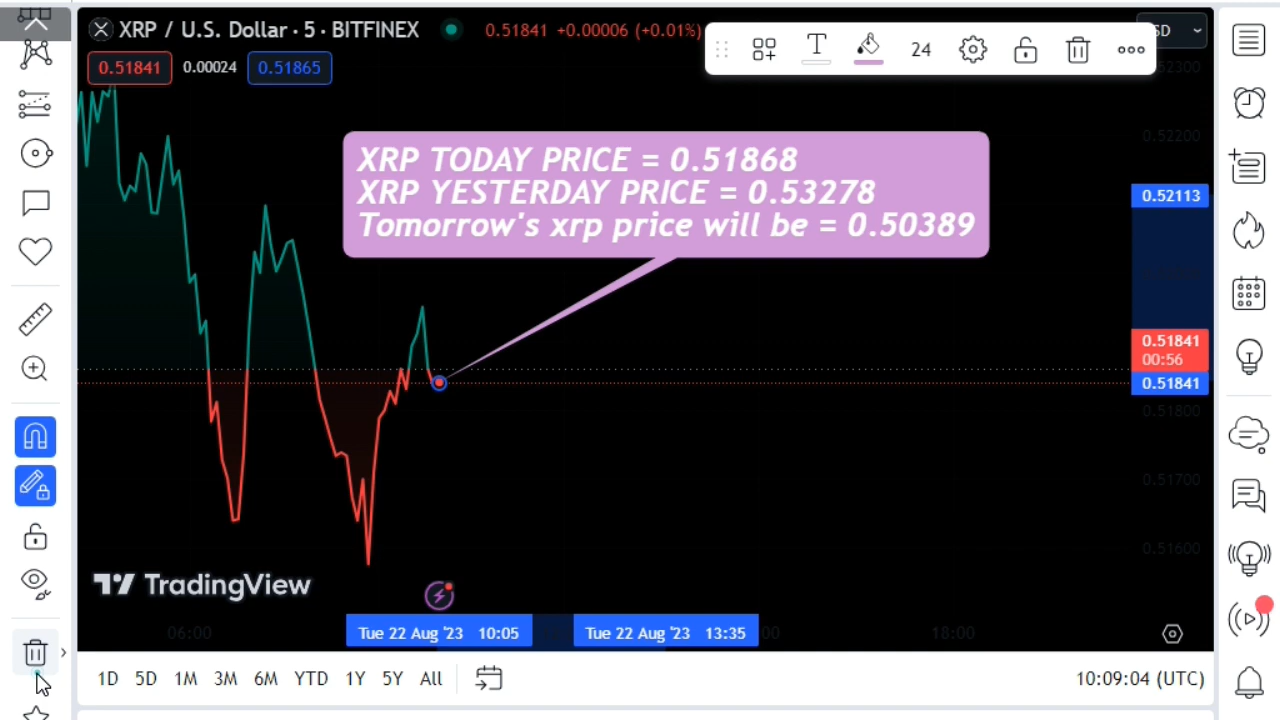 XRP / U.S. Dollar · 5 · BITFINEX
0.51841 +0.00006 (+0.01%)
SD
0.51841 0.00024 0.51865
24
0.52300
0.52200
XRP TODAY PRICE = 0.51868
XRP YESTERDAY PRICE = 0.53278
Tomorrow's xrp price will be = 0.50389
0.52113
0.51841
00:56
0.51841
0.51800
0.51700
0.51600
TradingView
06:00
Tue 22 Aug '23 10:05
Tue 22 Aug '23 13:35
18:00
1D 5D 1M 3M 6M YTD 1Y 5Y All
10:09:04 (UTC)